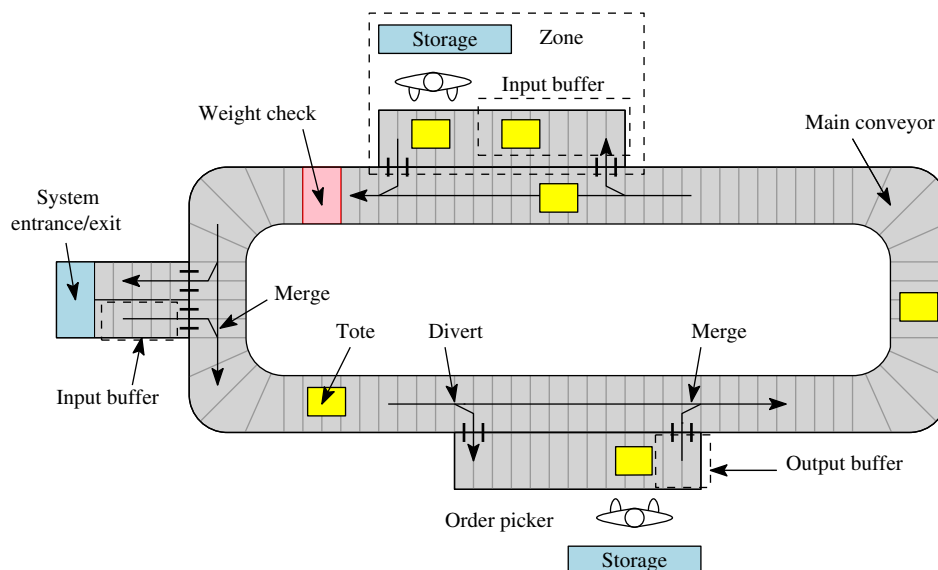 Storage
Zone
Input buffer
Weight check
Main conveyor
System
entrance/exit
Merge
Tote
Divert
Merge
Input buffer
Output buffer
Order picker
Storage